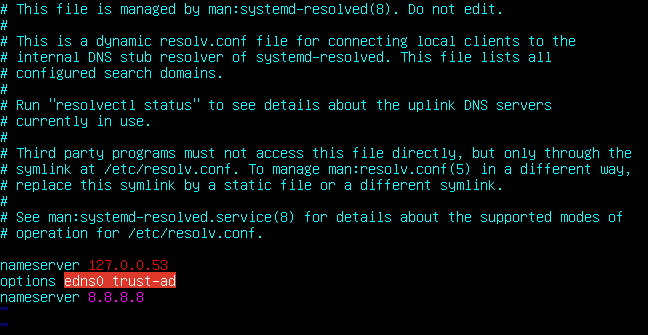 # This file is managed by man:systemd-resolved(8). Do not edit.
#
# This is a dynamic resolv.conf file for connecting local clients to the
# internal DNS stub resolver of systemd-resolved. This file lists all
# configured search domains.
#
# Run "resolvectl status" to see details about the uplink DNS servers
# currently in use.
#
# Third party programs must not access this file directly, but only through the
# symlink at /etc/resolv.conf. To manage man:resolv.conf(5) in a different way,
# replace this symlink by a static file or a different symlink.
#
# See man:systemd-resolved.service(8) for details about the supported modes of
# operation for /etc/resolv.conf.

nameserver 127.0.0.53
options edns0 trust-ad
nameserver 8.8.8.8
~
~